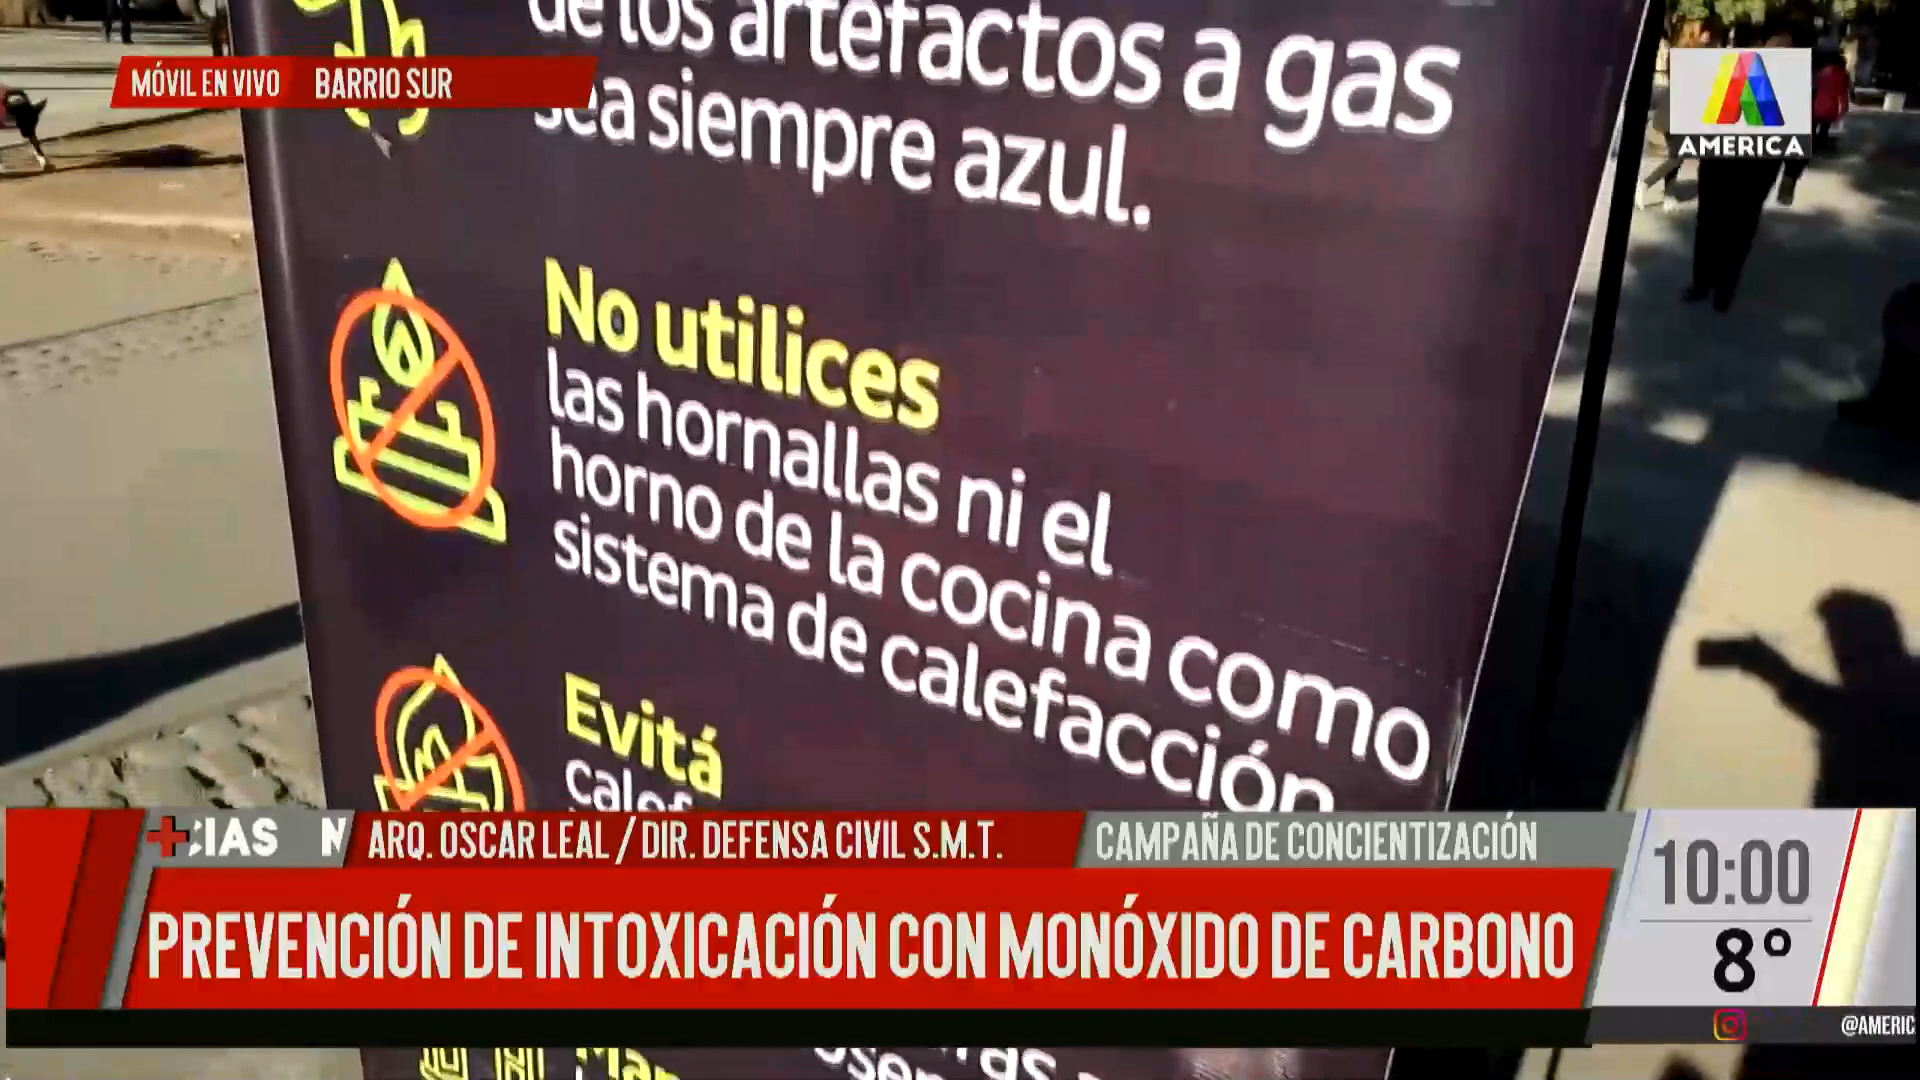 de los artefactos a gas
sea siempre azul.
MÓVIL EN VIVO BARRIO SUR
AMERICA
No utilices
las hornallas ni el
horno de la cocina como
sistema de calefacción
Evitá
CIAS N
ARQ. OSCAR LEAL / DIR. DEFENSA CIVIL S.M.T.
CAMPAÑA DE CONCIENTIZACIÓN
PREVENCIÓN DE INTOXICACIÓN CON MONÓXIDO DE CARBONO
10:00
8°
@AMERIC